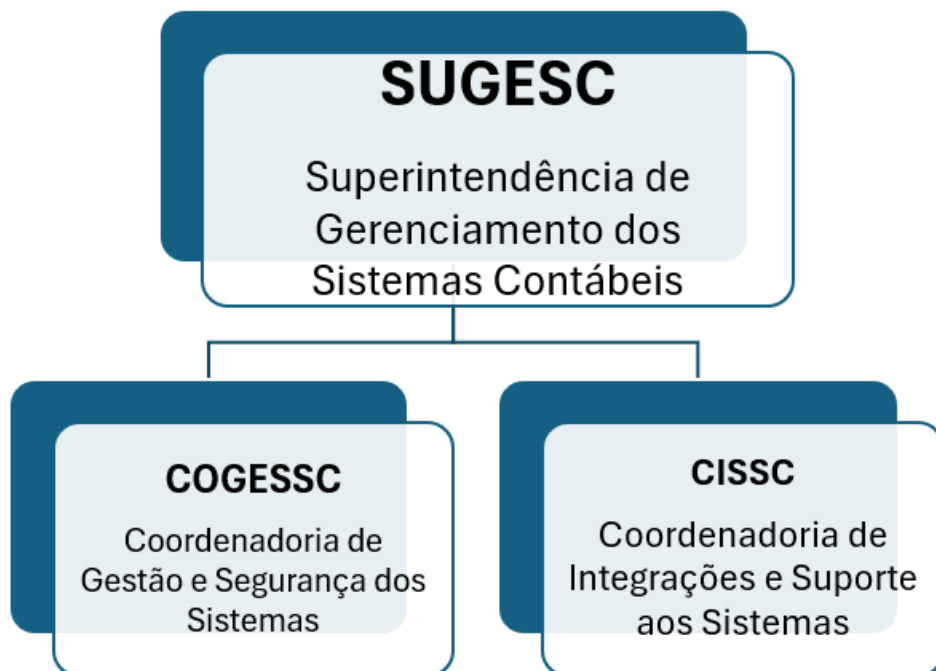 SUGESC
Superintendência de
Gerenciamento dos
Sistemas Contábeis
COGESSC
Coordenadoria de
Gestão e Segurança dos
Sistemas
CISSC
Coordenadoria de
Integrações e Suporte
aos Sistemas